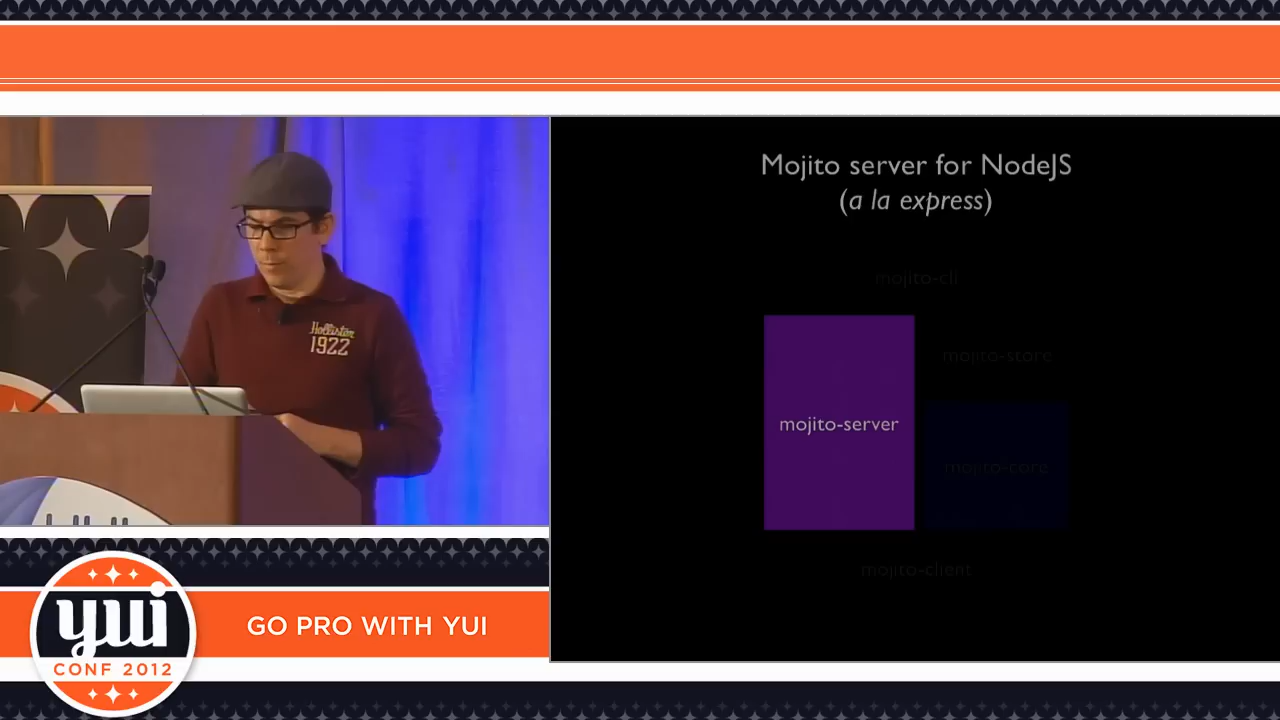 Mojito server for NodeJS
(a la express)
mojito-cli
mojito-store
mojito-server
mojito-core
mojito-client
Hollister
1922
yui
CONF 2012
GO PRO WITH YUI